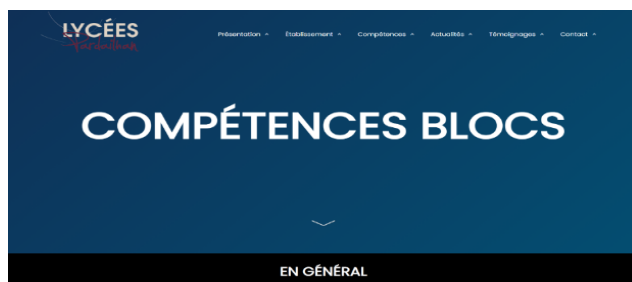 LYCÉES
Présentation Établissement Compétences Actualités Témoignages Contact
COMPÉTENCES BLOCS
EN GÉNÉRAL